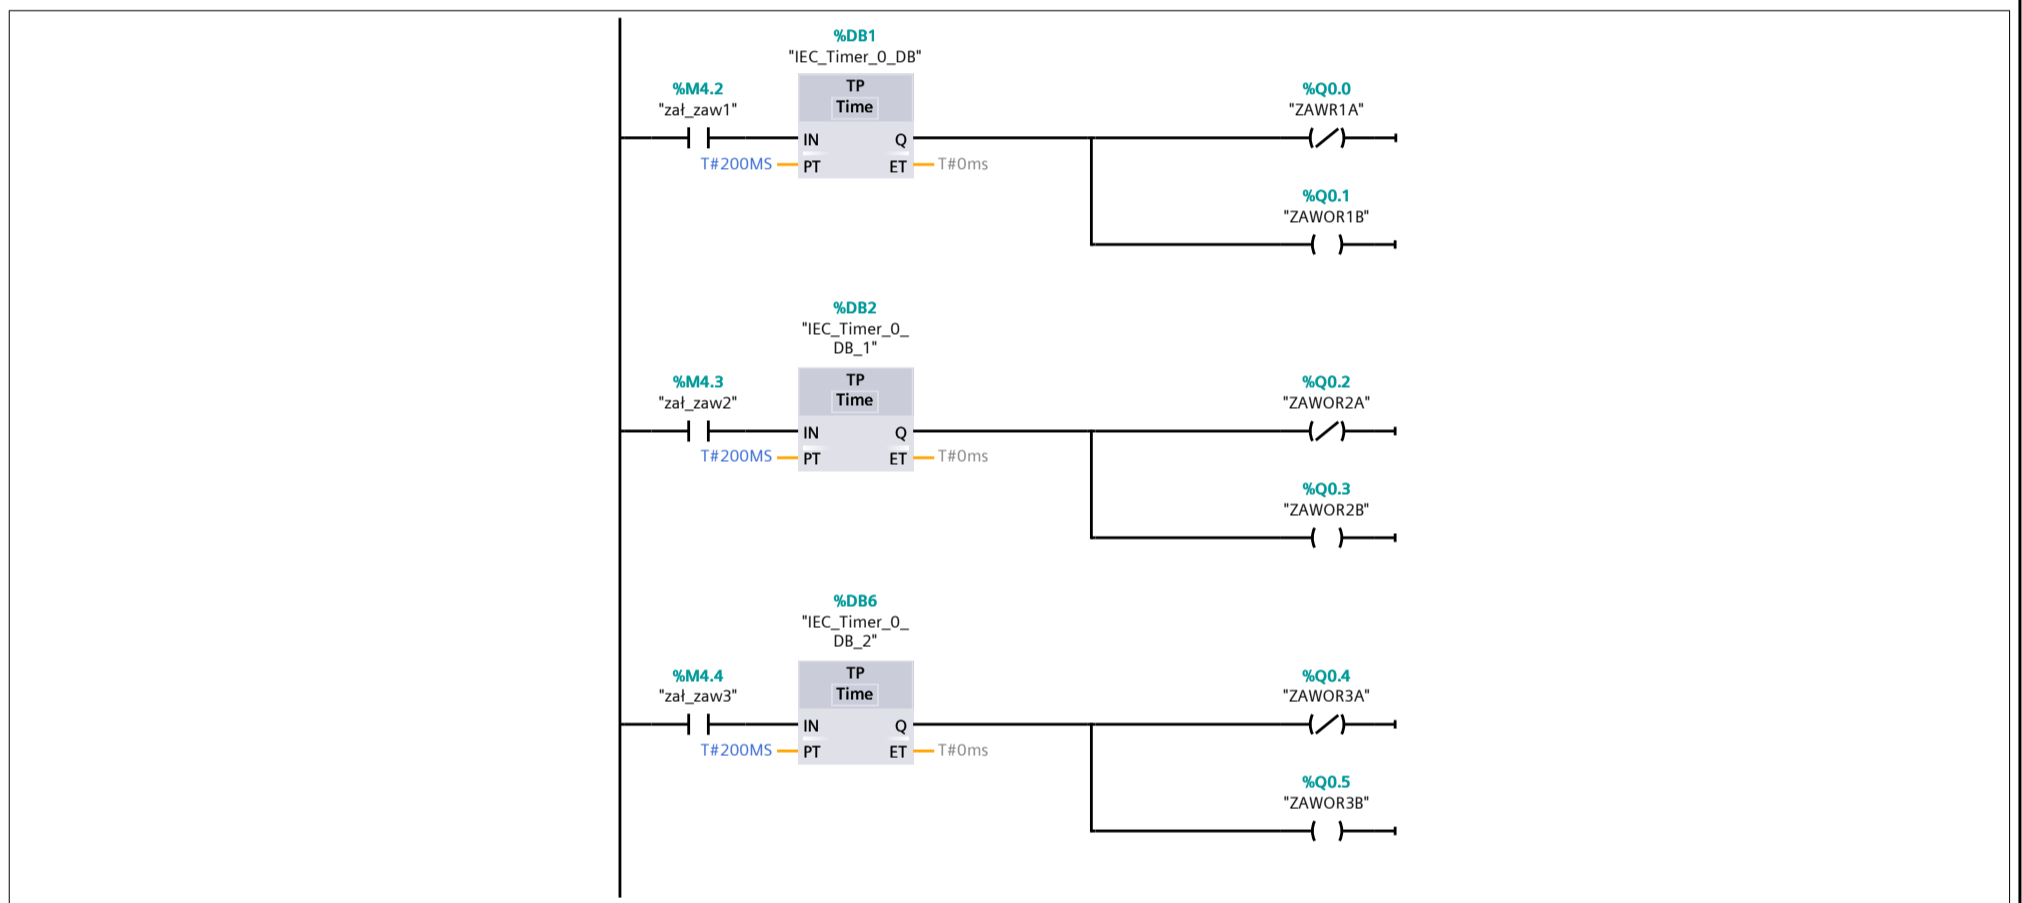 %DB1
"IEC_Timer_0_DB"
%M4.2
"zał_zaw1"
TP
Time
%Q0.0
"ZAWR1A"
IN
Q
T#200MS
PT
ET
T#0ms
%Q0.1
"ZAWOR1B"
%DB2
"IEC_Timer_0_
DB_1"
%M4.3
"zał_zaw2"
TP
Time
%Q0.2
"ZAWOR2A"
IN
Q
T#200MS
PT
ET
T#0ms
%Q0.3
"ZAWOR2B"
%DB6
"IEC_Timer_0_
DB_2"
%M4.4
"zał_zaw3"
TP
Time
%Q0.4
"ZAWOR3A"
IN
Q
T#200MS
PT
ET
T#0ms
%Q0.5
"ZAWOR3B"